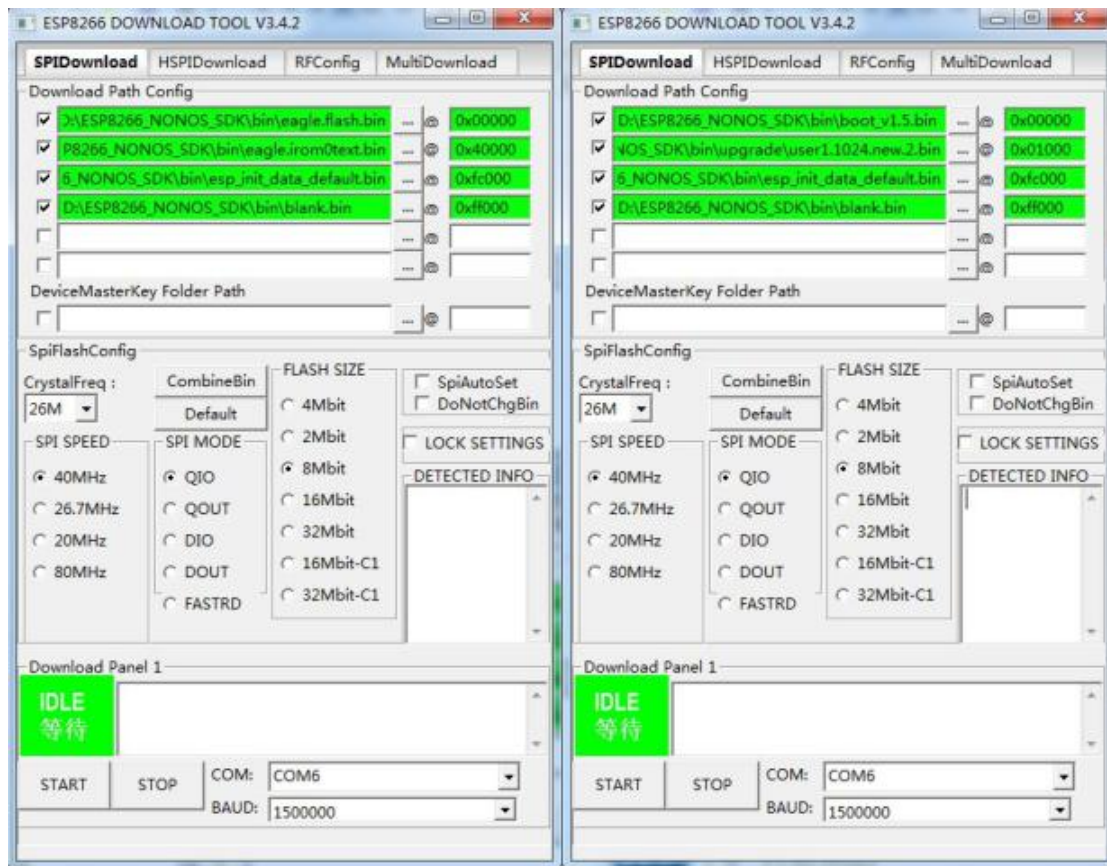 ESP8266 DOWNLOAD TOOL V3.4.2
SPIDownload HSPIDownload RFConfig MultiDownload
Download Path Config
D:\ESP8266_NONOS_SDK\bin\eagle.flash.bin ... @ 0x00000
P8266_NONOS_SDK\bin\eagle.irom0text.bin ... @ 0x40000
6_NONOS_SDK\bin\esp_init_data_default.bin ... @ 0xfc000
D:\ESP8266_NONOS_SDK\bin\blank.bin ... @ 0xff000
... @
... @
DeviceMasterKey Folder Path
... @
SpiFlashConfig
CrystalFreq :
26M
CombineBin
Default
SPI SPEED
40MHz
26.7MHz
20MHz
80MHz
SPI MODE
QIO
QOUT
DIO
DOUT
FASTRD
FLASH SIZE
4Mbit
2Mbit
8Mbit
16Mbit
32Mbit
16Mbit-C1
32Mbit-C1
SpiAutoSet
DoNotChgBin
LOCK SETTINGS
DETECTED INFO
Download Panel 1
IDLE
等待
START STOP
COM: COM6
BAUD: 1500000
ESP8266 DOWNLOAD TOOL V3.4.2
SPIDownload HSPIDownload RFConfig MultiDownload
Download Path Config
D:\ESP8266_NONOS_SDK\bin\boot_v1.5.bin ... @ 0x00000
NOS_SDK\bin\upgrade\user1.1024.new.2.bin ... @ 0x01000
6_NONOS_SDK\bin\esp_init_data_default.bin ... @ 0xfc000
D:\ESP8266_NONOS_SDK\bin\blank.bin ... @ 0xff000
... @
... @
DeviceMasterKey Folder Path
... @
SpiFlashConfig
CrystalFreq :
26M
CombineBin
Default
SPI SPEED
40MHz
26.7MHz
20MHz
80MHz
SPI MODE
QIO
QOUT
DIO
DOUT
FASTRD
FLASH SIZE
4Mbit
2Mbit
8Mbit
16Mbit
32Mbit
16Mbit-C1
32Mbit-C1
SpiAutoSet
DoNotChgBin
LOCK SETTINGS
DETECTED INFO
Download Panel 1
IDLE
等待
START STOP
COM: COM6
BAUD: 1500000